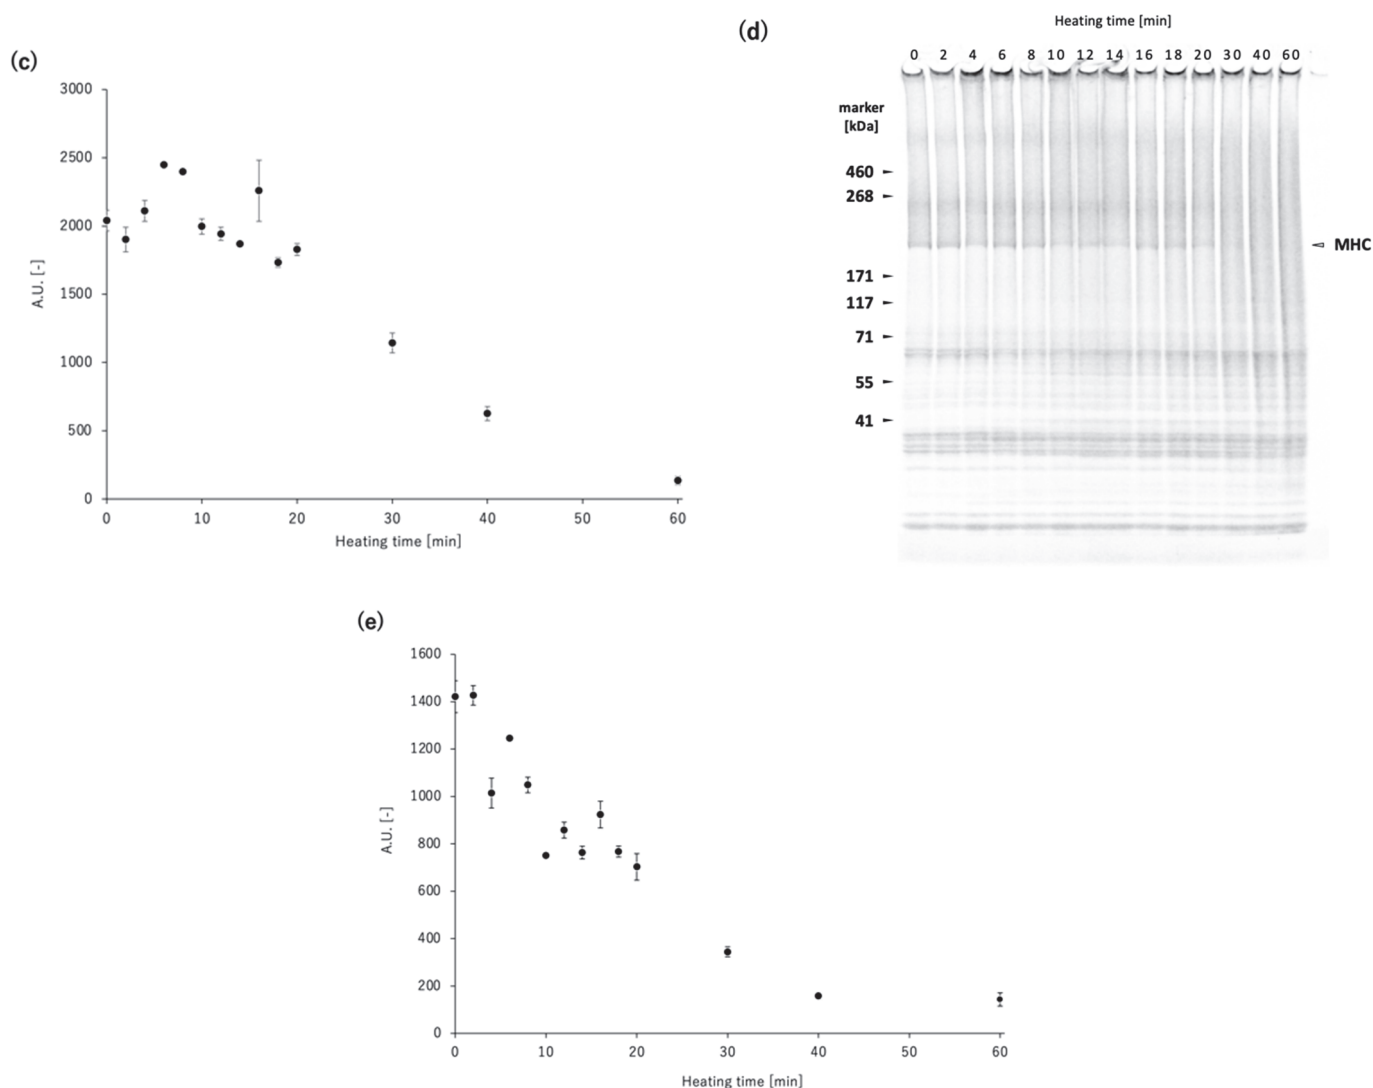 (c)
3000
2500
2000
1500
1000
500
0
A.U. [-]
0 10 20 30 40 50 60
Heating time [min]
(d)
Heating time [min]
0 2 4 6 8 10 12 14 16 18 20 30 40 60
marker
[kDa]
460
268
MHC
171
117
71
55
41
(e)
1600
1400
1200
1000
800
600
400
200
0
A.U. [-]
0 10 20 30 40 50 60
Heating time [min]